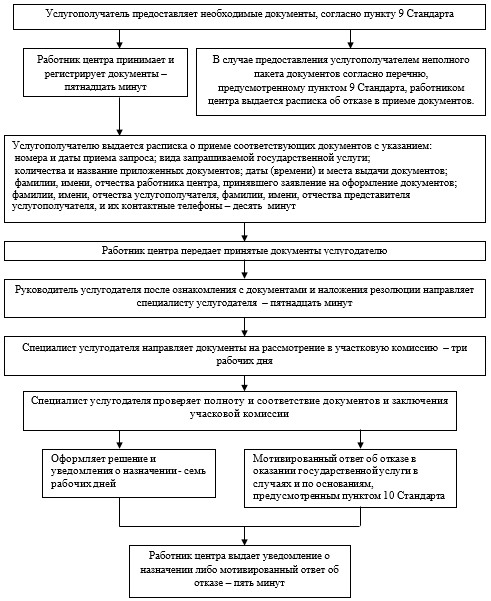 Услугополучатель предоставляет необходимые документы, согласно пункту 9 Стандарта
Работник центра принимает и
регистрирует документы –
пятнадцать минут
В случае предоставления услугополучателем неполного
пакета документов согласно перечню,
предусмотренному пунктом 9 Стандарта, работником
центра выдается расписка об отказе в приеме документов.
Услугополучателю выдается расписка о приеме соответствующих документов с указанием:
номера и даты приема запроса; вида запрашиваемой государственной услуги;
количества и название приложенных документов; даты (времени) и места выдачи документов;
фамилии, имени, отчества работника центра, принявшего заявление на оформление документов;
фамилии, имени, отчества услугополучателя, фамилии, имени, отчества представителя
услугополучателя, и их контактные телефоны – десять минут
Работник центра передает принятые документы услугодателю
Руководитель услугодателя после ознакомления с документами и наложения резолюции направляет
специалисту услугодателя – пятнадцать минут
Специалист услугодателя направляет документы на рассмотрение в участковую комиссию – три
рабочих дня
Специалист услугодателя проверяет полноту и соответствие документов и заключения
учасковой комиссии
Оформляет решение и
уведомления о назначении - семь
рабочих дней
Мотивированный ответ об отказе в
оказании государственной услуги в
случаях и по основаниям,
предусмотренным пунктом 10 Стандарта
Работник центра выдает уведомление о
назначении либо мотивированный ответ об
отказе – пять минут